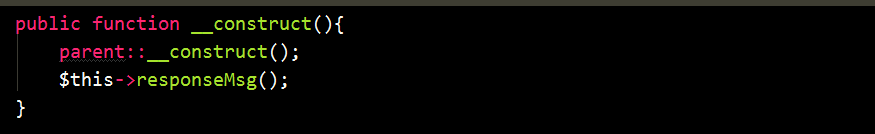 public function __construct(){
    parent::__construct();
    $this->responseMsg();
}